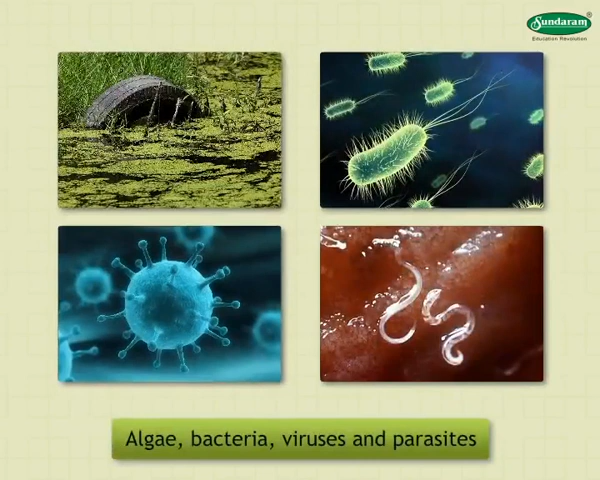 Sundaram®
Education Revolution
Algae, bacteria, viruses and parasites